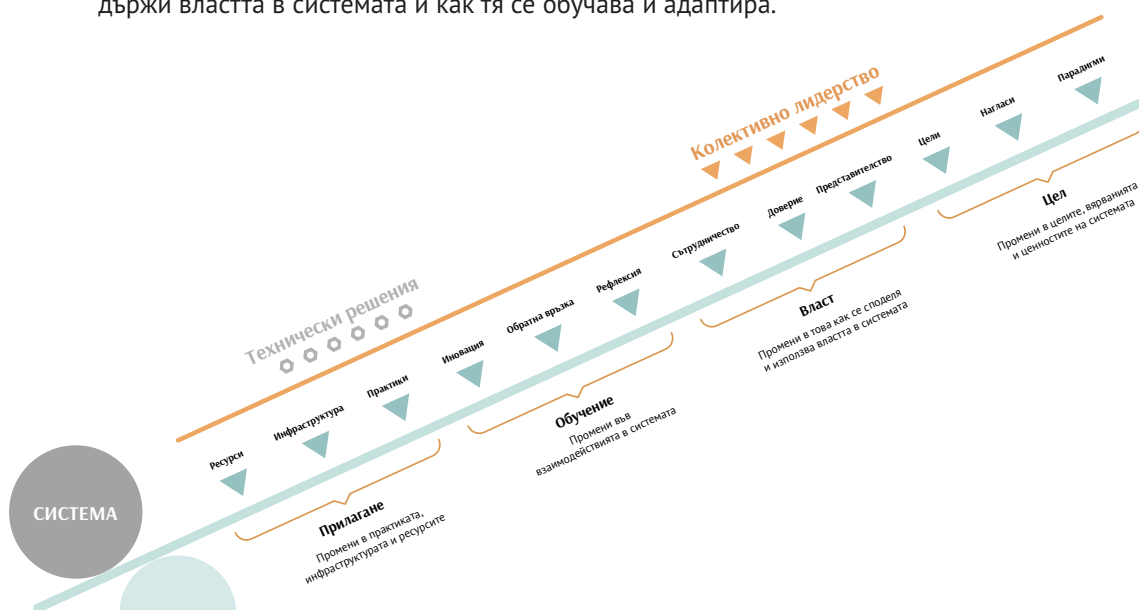 държи властта в системата и как тя се обучава и адаптира.
Колективно лидерство
Технически решения
Ресурси
Инфраструктура
Практики
Иновация
Обратна връзка
Рефлексия
Сътрудничество
Доверие
Представителство
Цели
Нагласи
Парадигми
СИСТЕМА
Прилагане
Промени в практиката,
инфраструктурата и ресурсите
Обучение
Промени във
взаимодействията в системата
Власт
Промени в това как се споделя
и използва властта в системата
Цел
Промени в целите, вярванията
и ценностите на системата